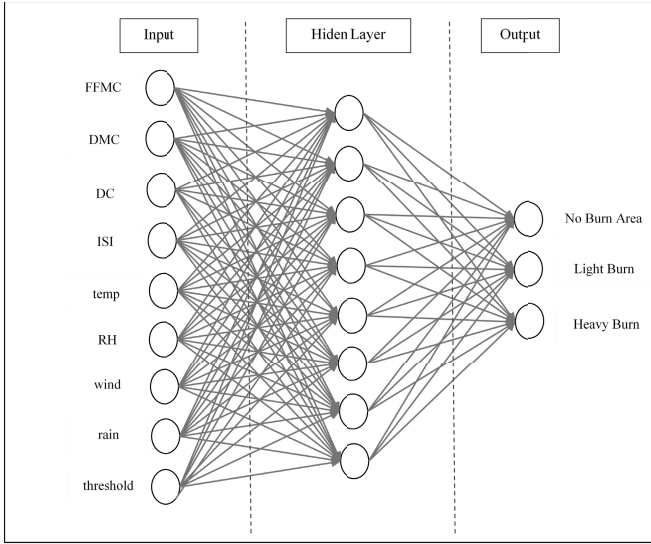 Input
Hiden Layer
Output
FFMC
DMC
DC
ISI
temp
RH
wind
rain
threshold
No Burn Area
Light Burn
Heavy Burn